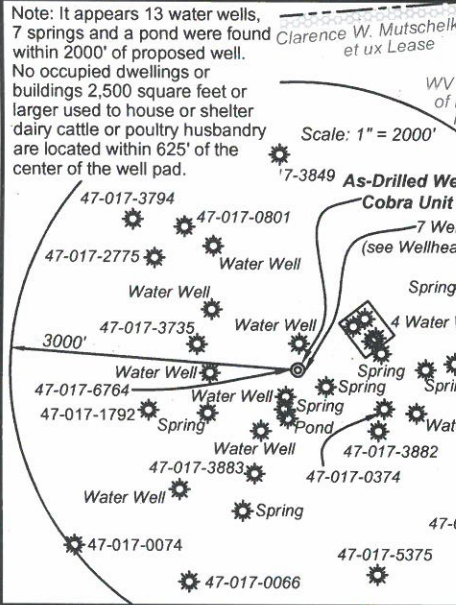 Note: It appears 13 water wells,
7 springs and a pond were found
within 2000' of proposed well.
No occupied dwellings or
buildings 2,500 square feet or
larger used to house or shelter
dairy cattle or poultry husbandry
are located within 625' of the
center of the well pad.
Clarence W. Mutschelk
et ux Lease
WV
of
Scale: 1" = 2000'
'7-3849
As-Drilled We
Cobra Unit
7 We
(see Wellhea
47-017-3794
47-017-0801
47-017-2775
Water Well
Spring
Water Well
47-017-3735
Water Well
4 Water
3000'
Water Well
Spring
Spring
Spri
47-017-6764
Water Well
47-017-1792
Spring
Spring
Pond
Wat
Water Well
47-017-3882
47-017-3883
47-017-0374
Water Well
Spring
47-0
47-017-0074
47-017-5375
47-017-0066